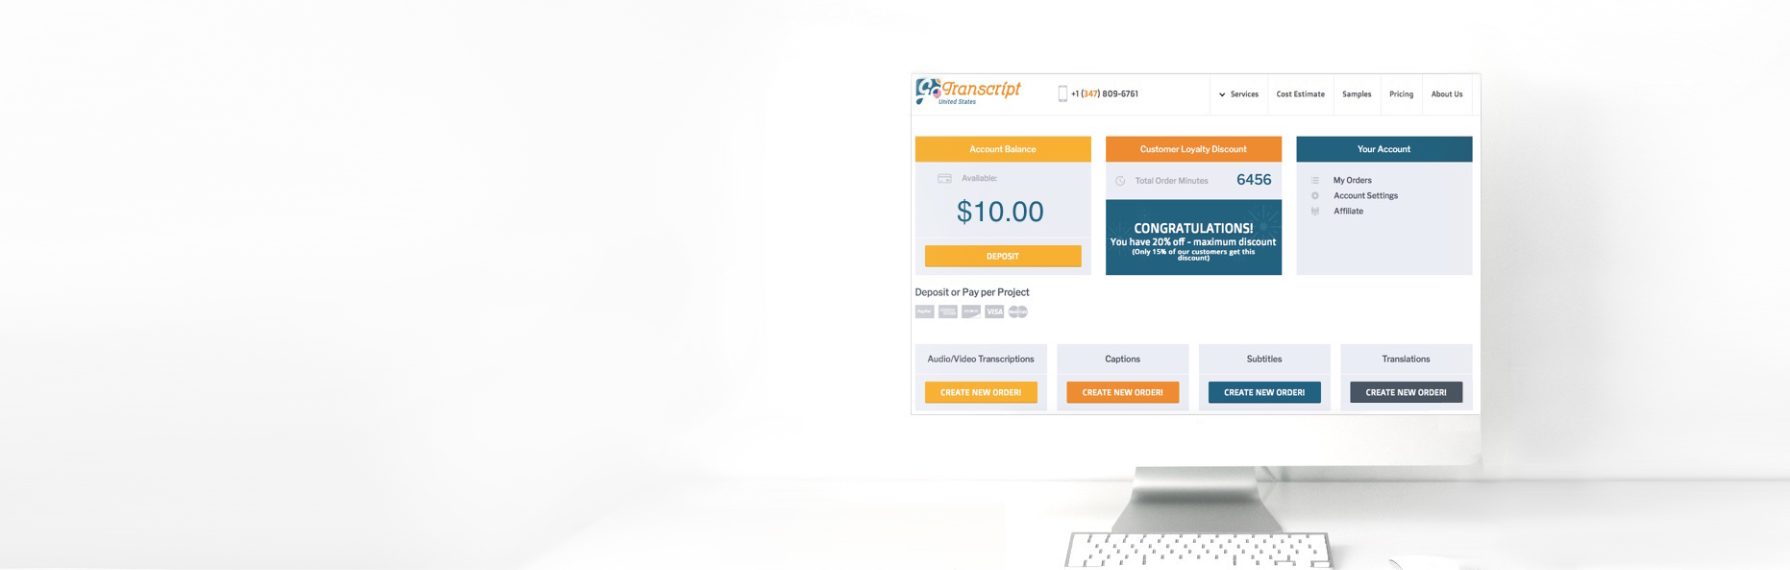 GoTranscript
United States
+1 (347) 809-6761
Services
Cost Estimate
Samples
Pricing
About Us
Account Balance
Available:
$10.00
DEPOSIT
Customer Loyalty Discount
Total Order Minutes 6456
CONGRATULATIONS!
You have 20% off - maximum discount
(Only 15% of our customers get this
discount)
Your Account
My Orders
Account Settings
Affiliate
Deposit or Pay per Project
PayPal
VISA
Audio/Video Transcriptions
CREATE NEW ORDER!
Captions
CREATE NEW ORDER!
Subtitles
CREATE NEW ORDER!
Translations
CREATE NEW ORDER!